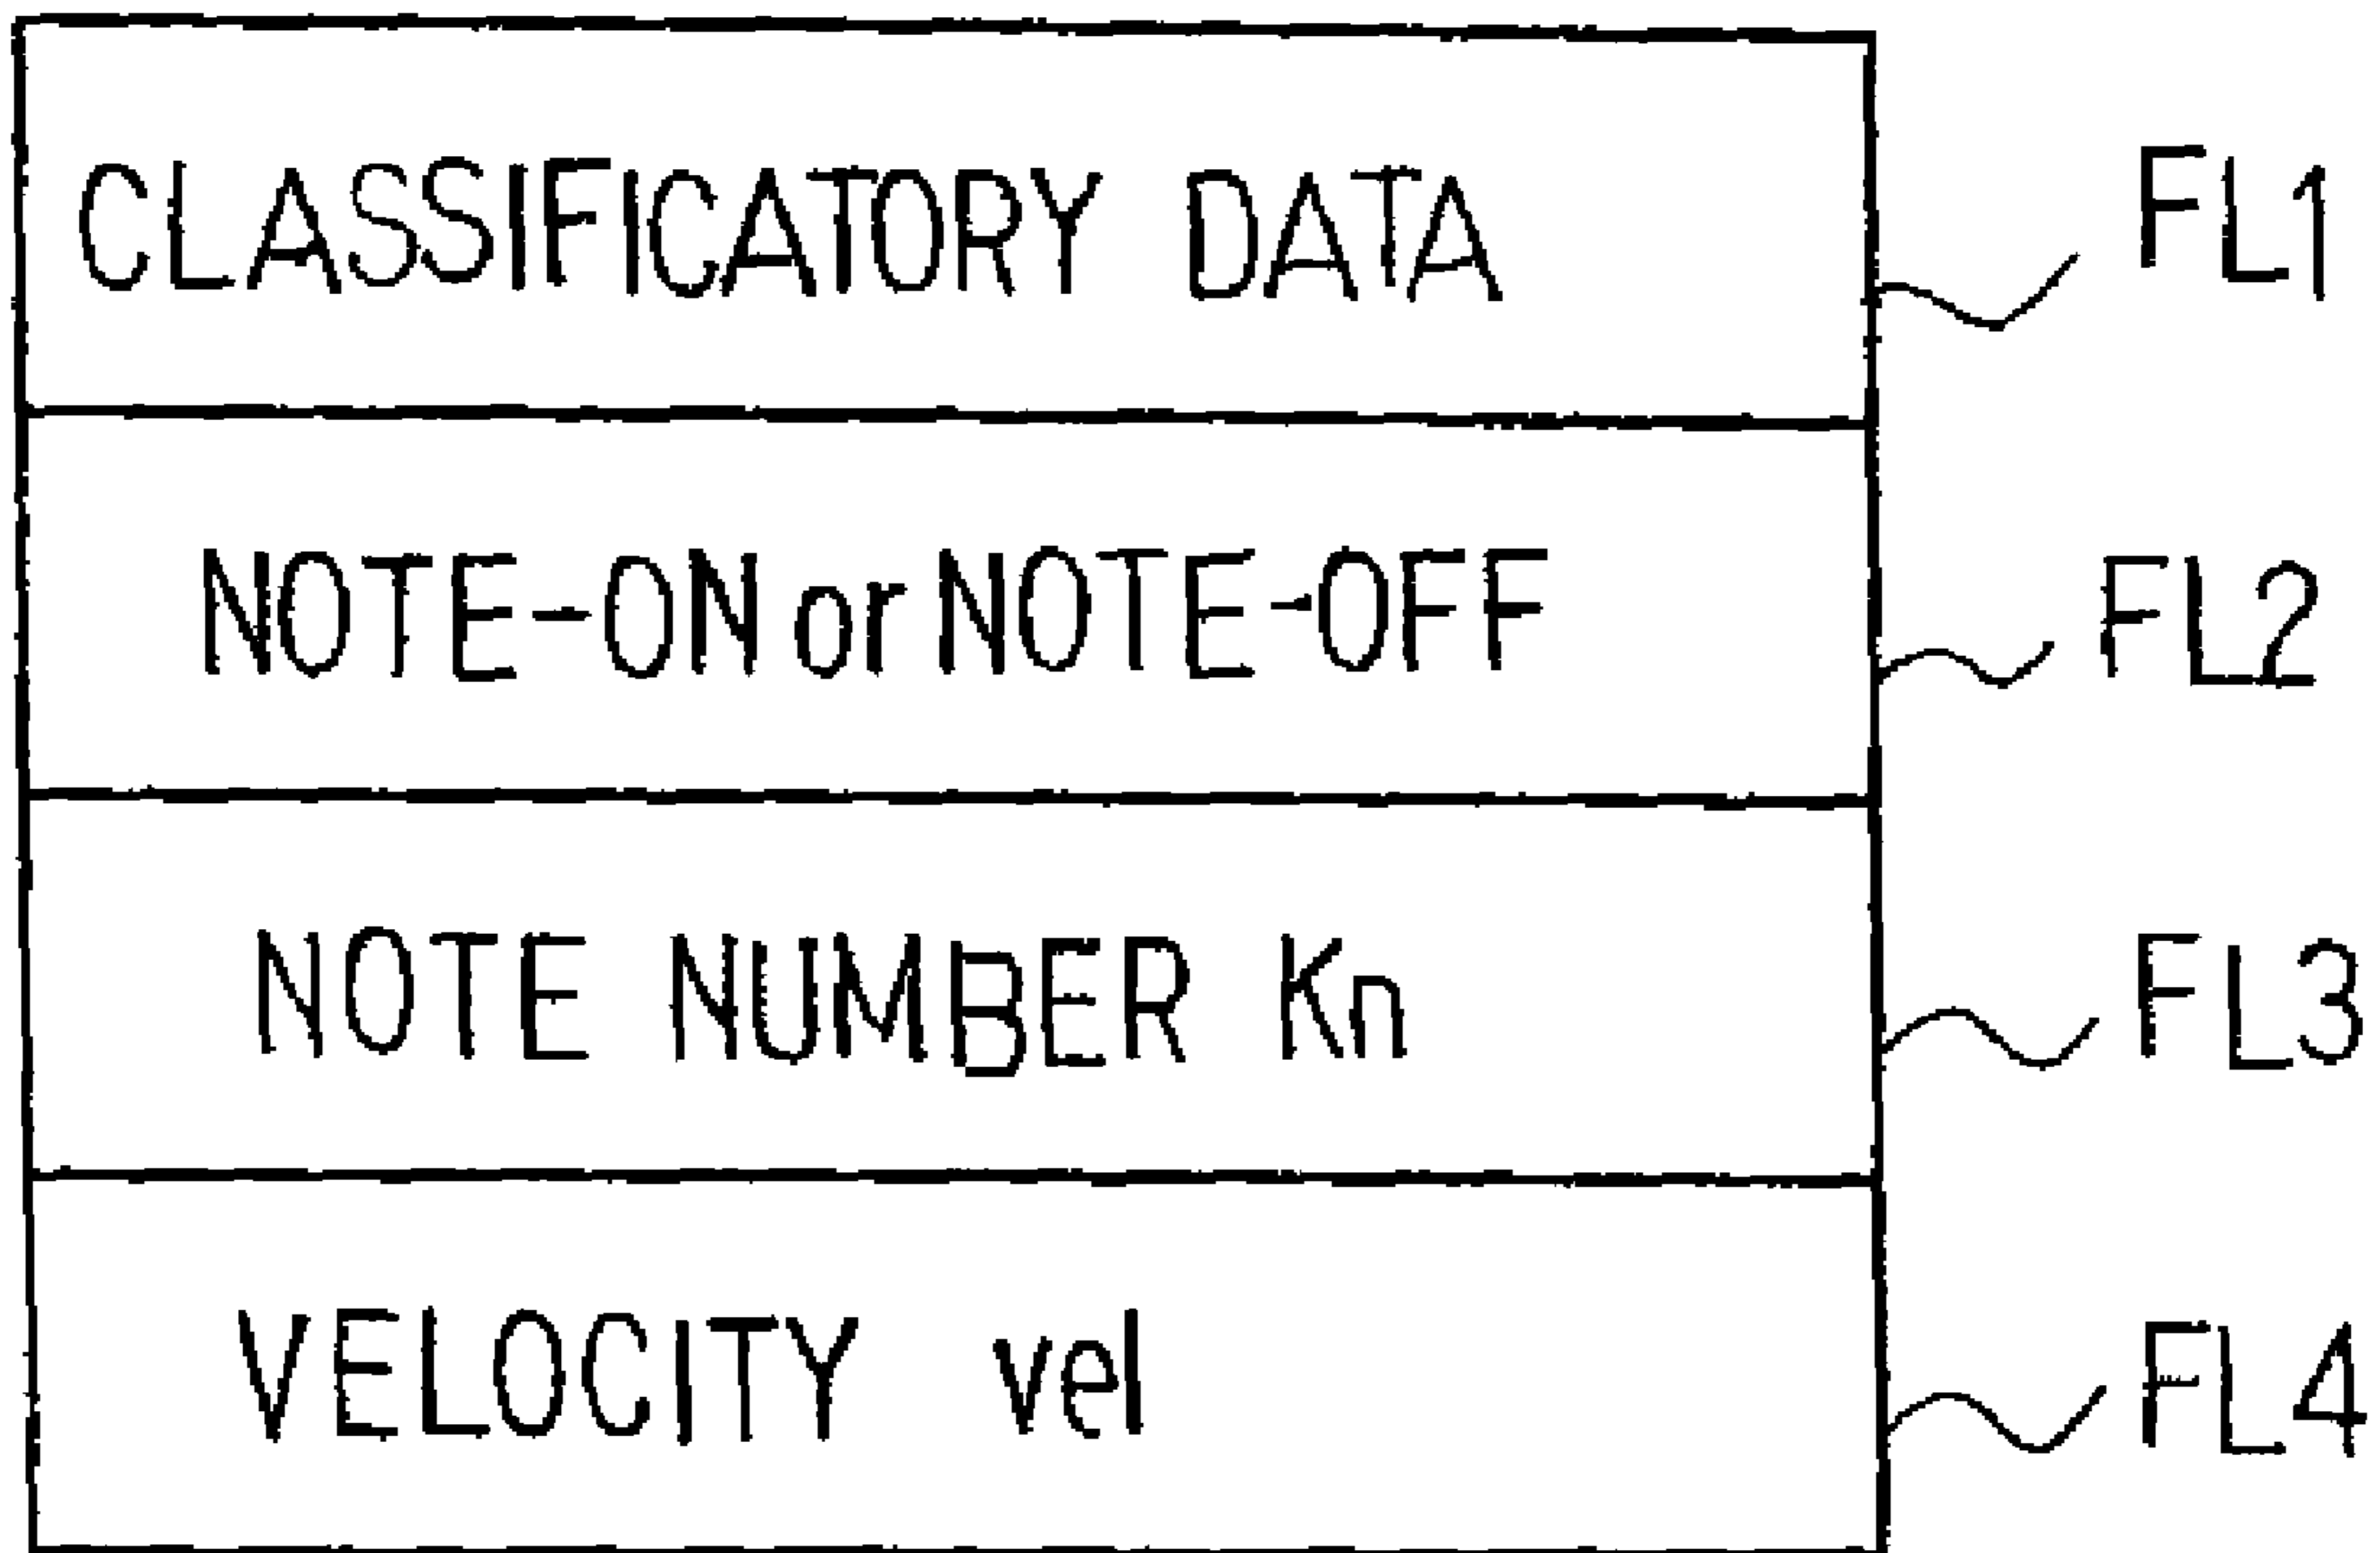 CLASSIFICATORY DATA FL1
NOTE-ON or NOTE-OFF FL2
NOTE NUMBER Kn FL3
VELOCITY vel FL4